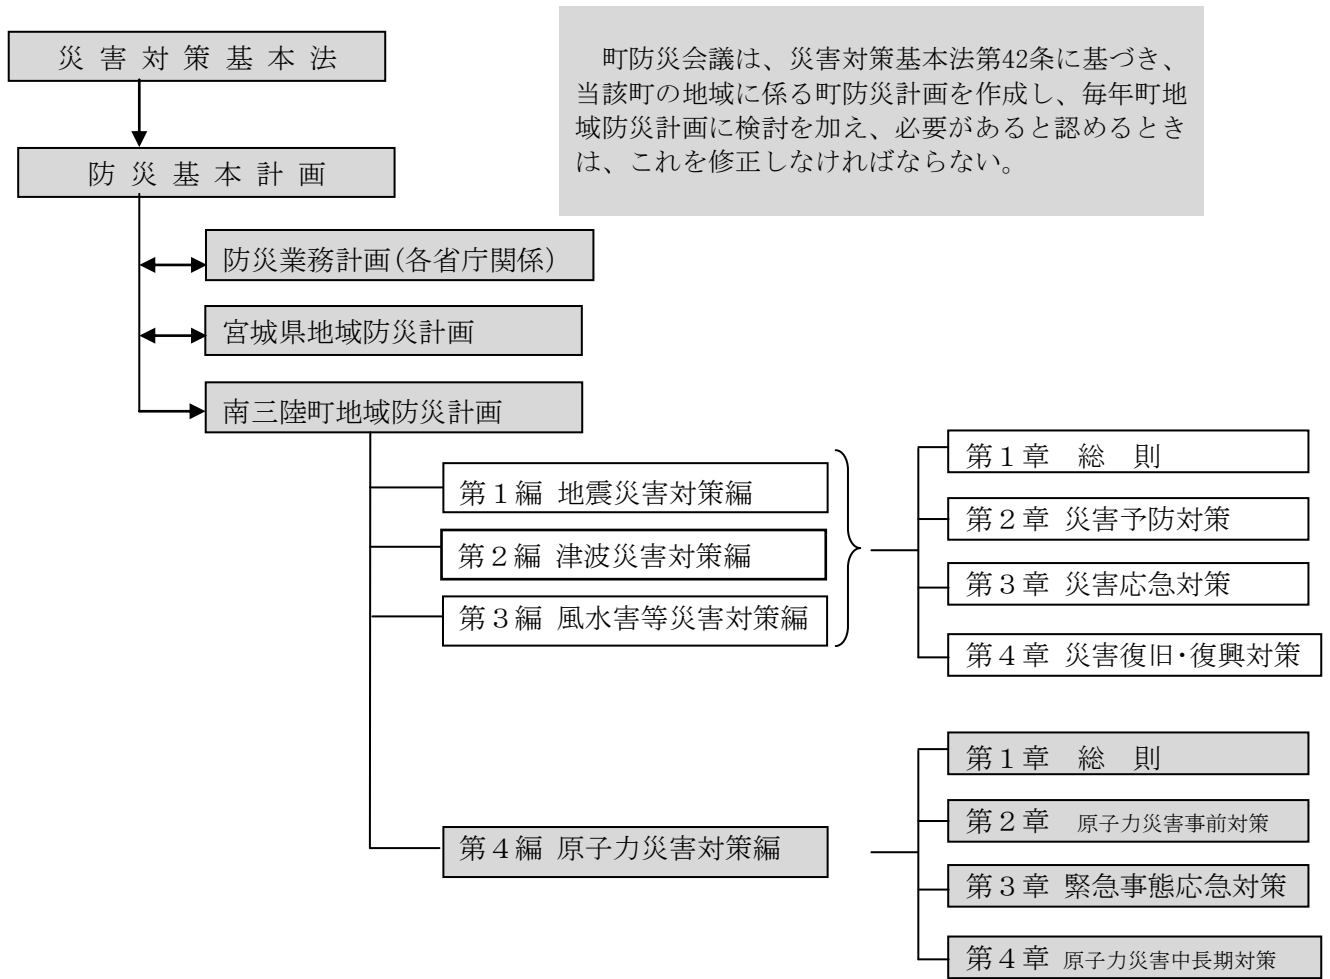 災 害 対 策 基 本 法
町防災会議は、災害対策基本法第42条に基づき、
当該町の地域に係る町防災計画を作成し、毎年町地
域防災計画に検討を加え、必要があると認めるとき
は、これを修正しなければならない。
防 災 基 本 計 画
防災業務計画(各省庁関係)
宮城県地域防災計画
南三陸町地域防災計画
第１編 地震災害対策編
第２編 津波災害対策編
第３編 風水害等災害対策編
第１章　総　則
第２章 災害予防対策
第３章 災害応急対策
第４章 災害復旧･復興対策
第４編 原子力災害対策編
第１章　総　則
第２章 原子力災害事前対策
第３章 緊急事態応急対策
第４章 原子力災害中長期対策